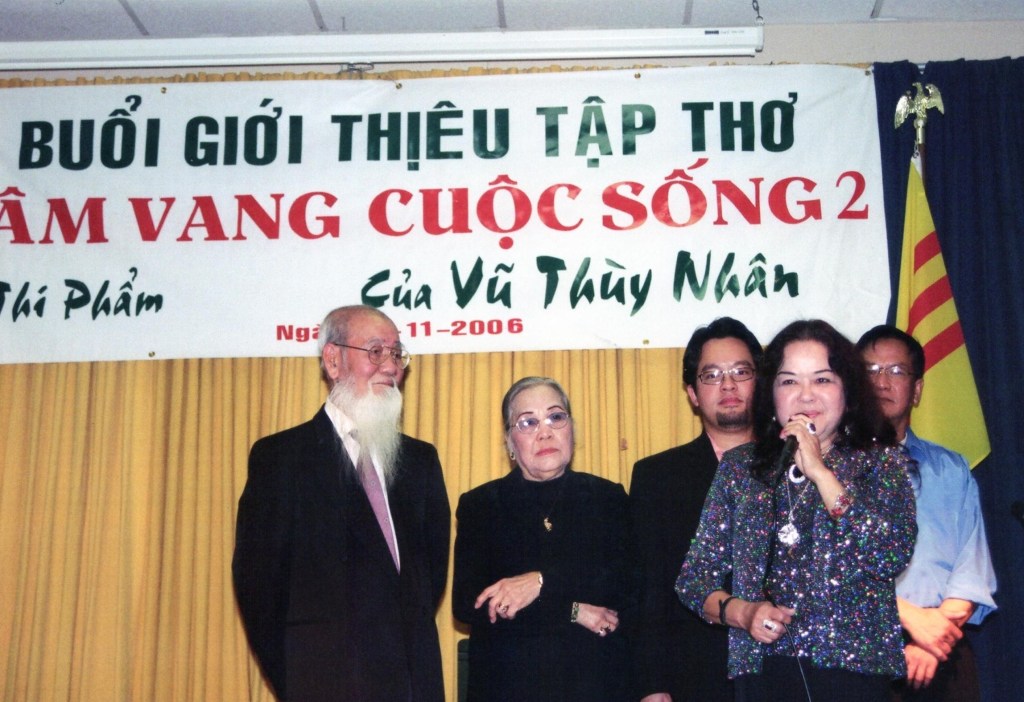 BUỔI GIỚI THIỆU TẬP THƠ
ÂM VANG CUỘC SỐNG 2
Thi Phẩm của Vũ Thùy Nhân
-11-2006